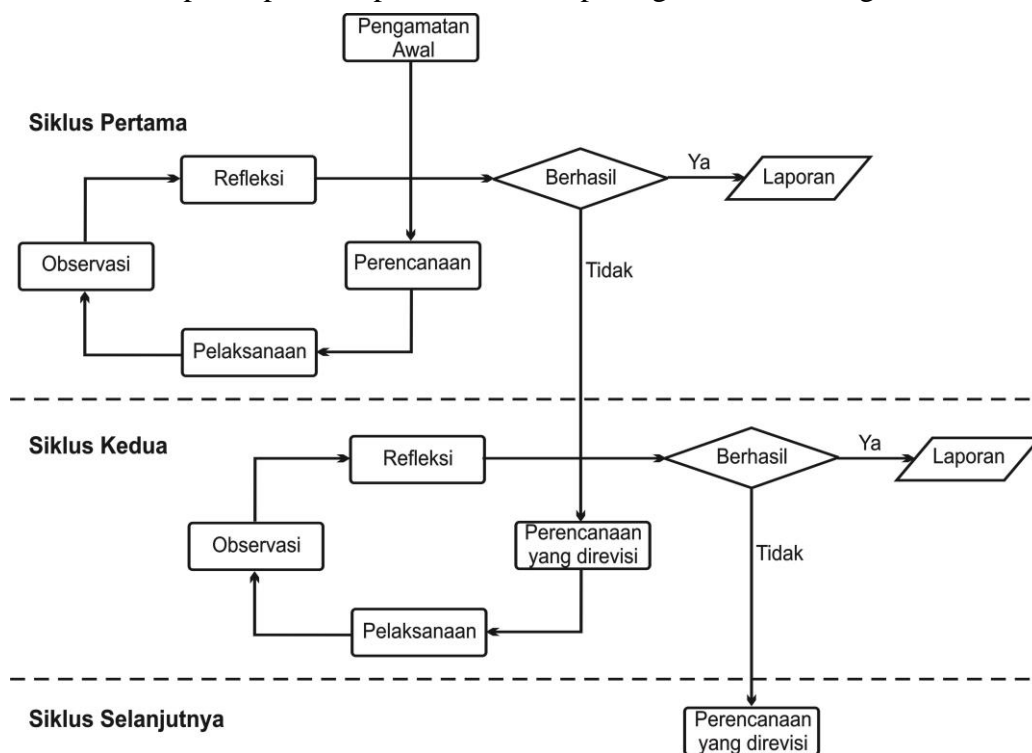 Pengamatan
Awal
Siklus Pertama
Refleksi
Berhasil
Ya
Laporan
Observasi
Perencanaan
Tidak
Pelaksanaan
Siklus Kedua
Refleksi
Berhasil
Ya
Laporan
Observasi
Perencanaan
yang direvisi
Tidak
Pelaksanaan
Siklus Selanjutnya
Perencanaan
yang direvisi